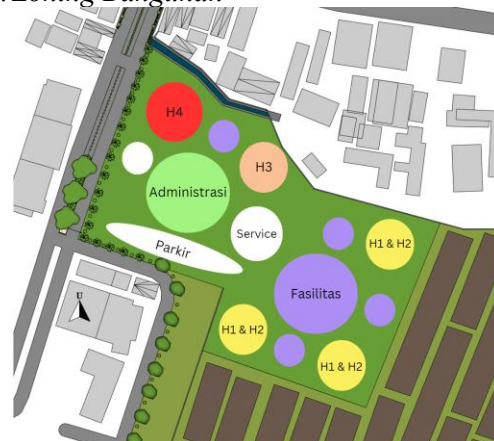 Zoning Bangunan
H4
H3
Administrasi
Service
H1 & H2
Parkir
Fasilitas
U
H1 & H2
H1 & H2